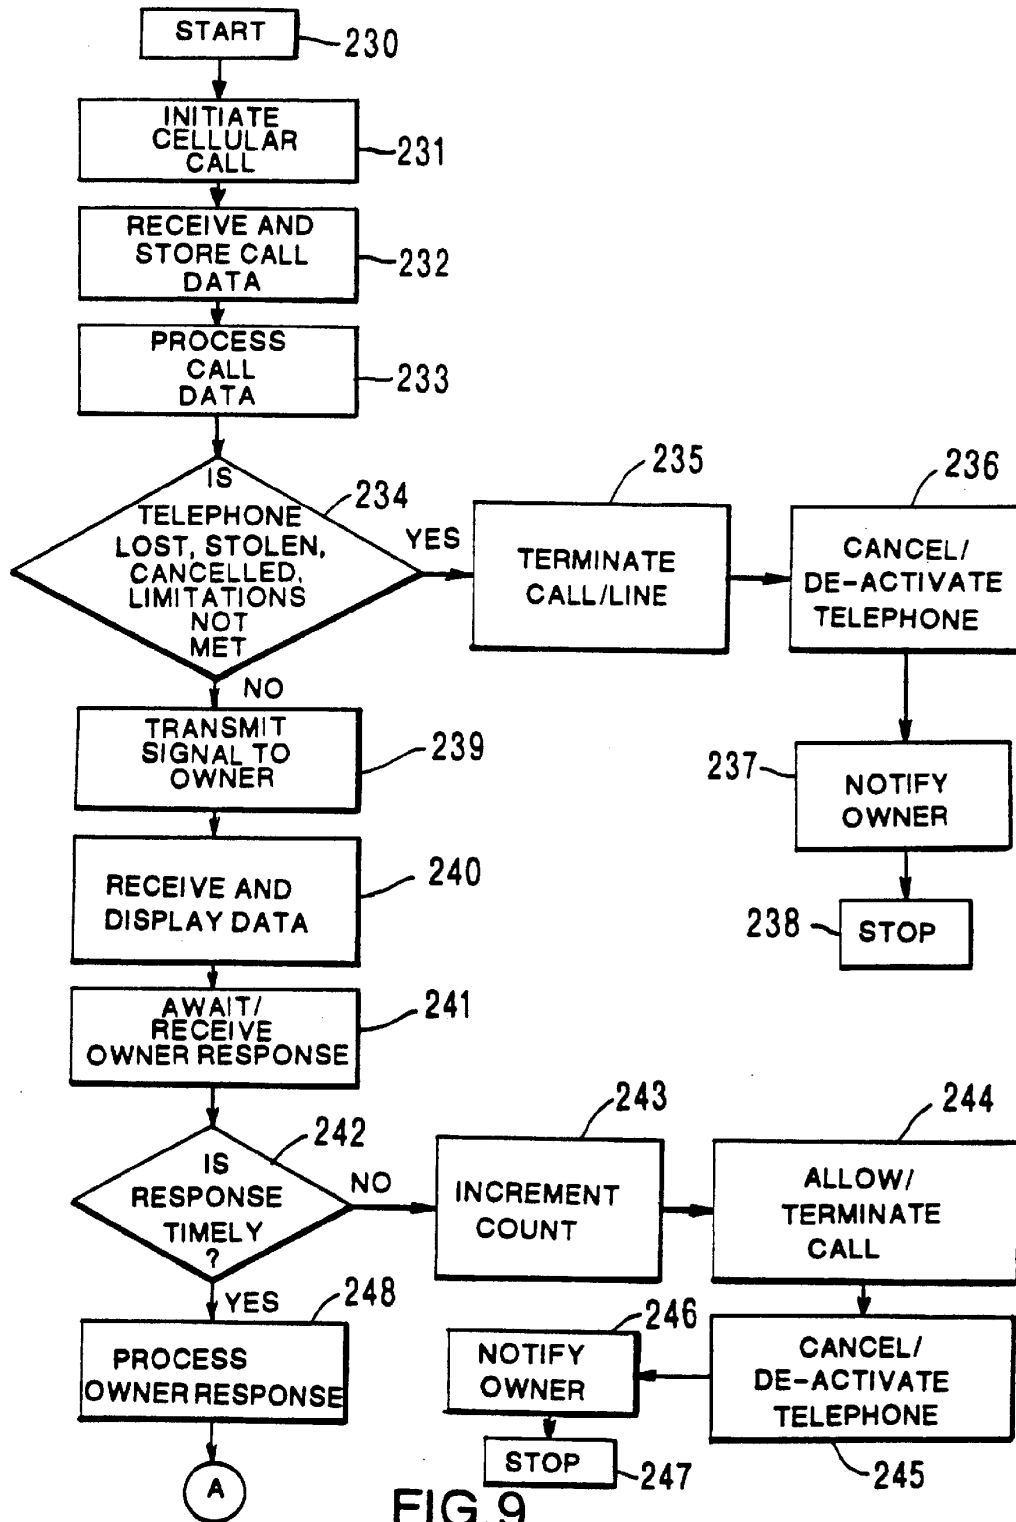 START
230
INITIATE
CELLULAR
CALL
231
RECEIVE AND
STORE CALL
DATA
232
PROCESS
CALL
DATA
233
IS
TELEPHONE
LOST, STOLEN,
CANCELLED,
LIMITATIONS
NOT
MET
234
YES
TERMINATE
CALL/LINE
235
CANCEL/
DE-ACTIVATE
TELEPHONE
236
NOTIFY
OWNER
237
STOP
238
NO
TRANSMIT
SIGNAL TO
OWNER
239
RECEIVE AND
DISPLAY DATA
240
AWAIT/
RECEIVE
OWNER RESPONSE
241
IS
RESPONSE
TIMELY
?
242
NO
INCREMENT
COUNT
243
ALLOW/
TERMINATE
CALL
244
CANCEL/
DE-ACTIVATE
TELEPHONE
245
NOTIFY
OWNER
246
STOP
247
YES
PROCESS
OWNER RESPONSE
248
A
FIG.9